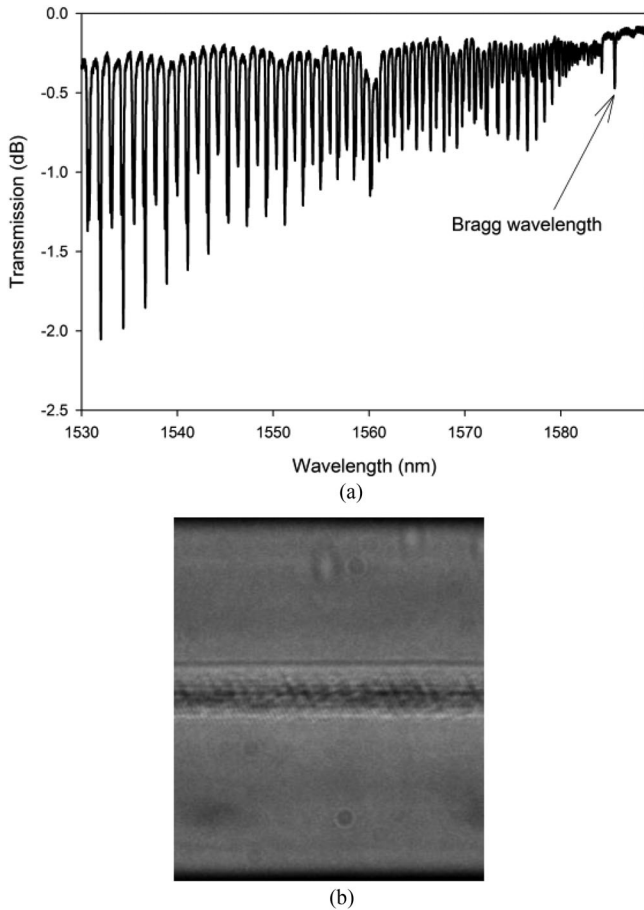 0.0
-0.5
-1.0
-1.5
-2.0
-2.5
Transmission (dB)
Bragg wavelength
1530 1540 1550 1560 1570 1580
Wavelength (nm)
(a)
(b)